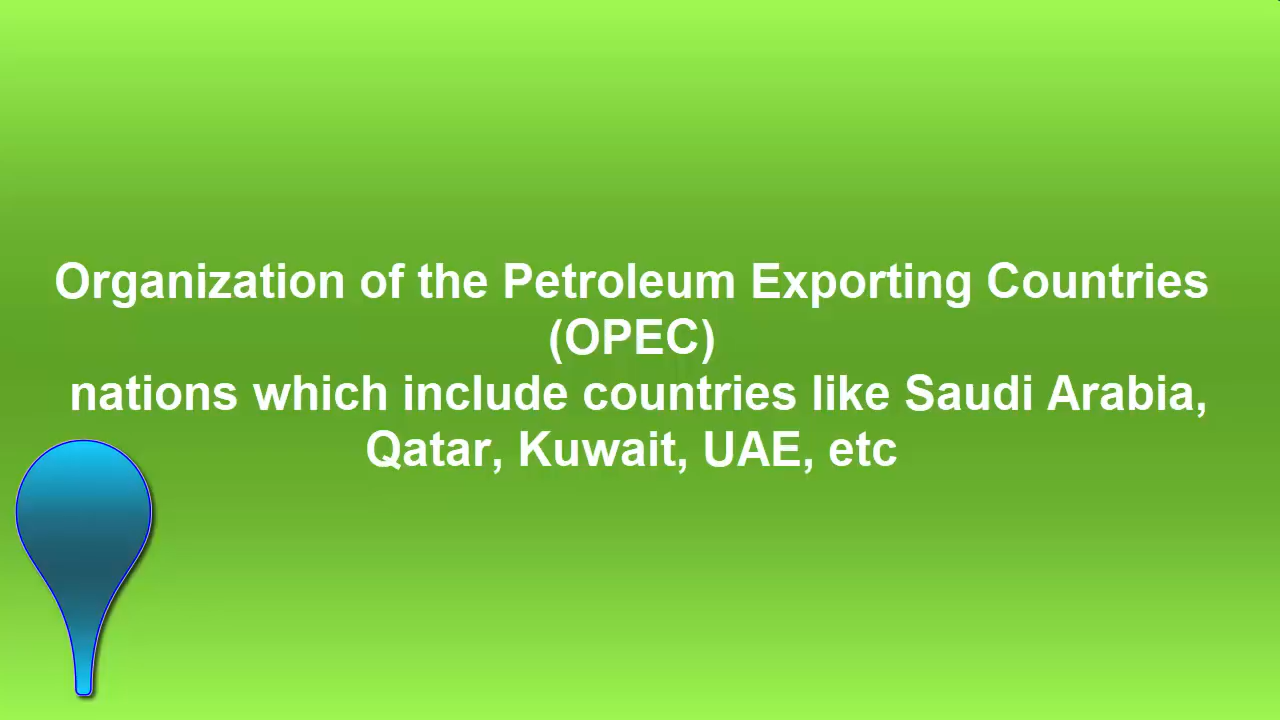 Organization of the Petroleum Exporting Countries
(OPEC)
nations which include countries like Saudi Arabia,
Qatar, Kuwait, UAE, etc